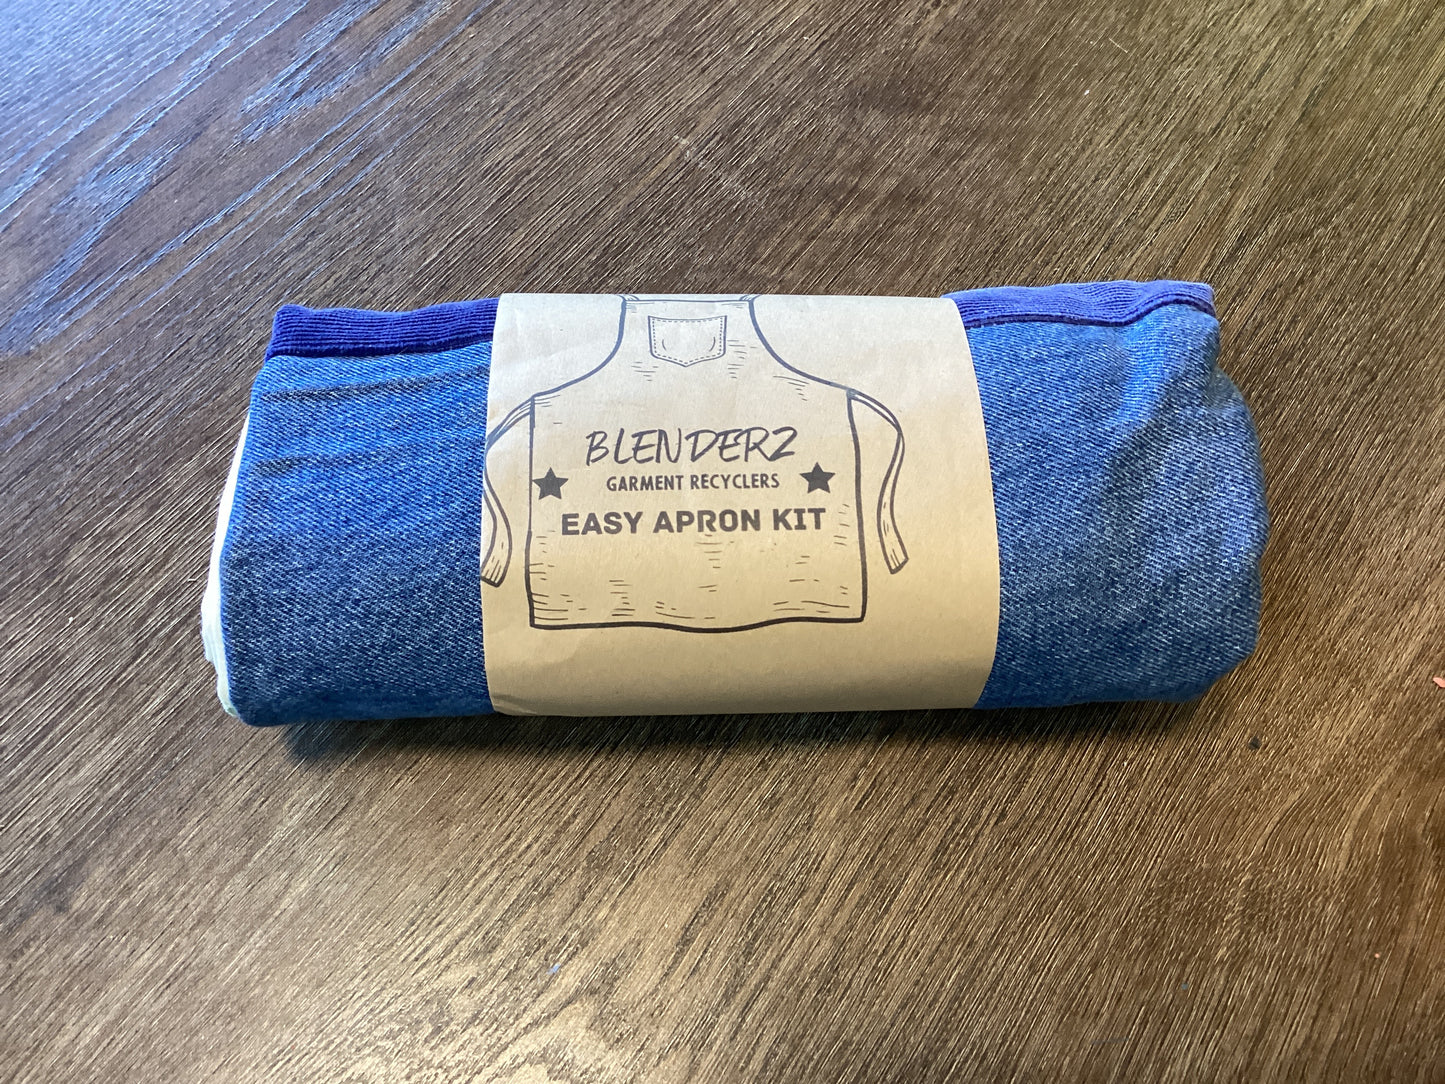 BLENDERZ
GARMENT RECYCLERS
EASY APRON KIT